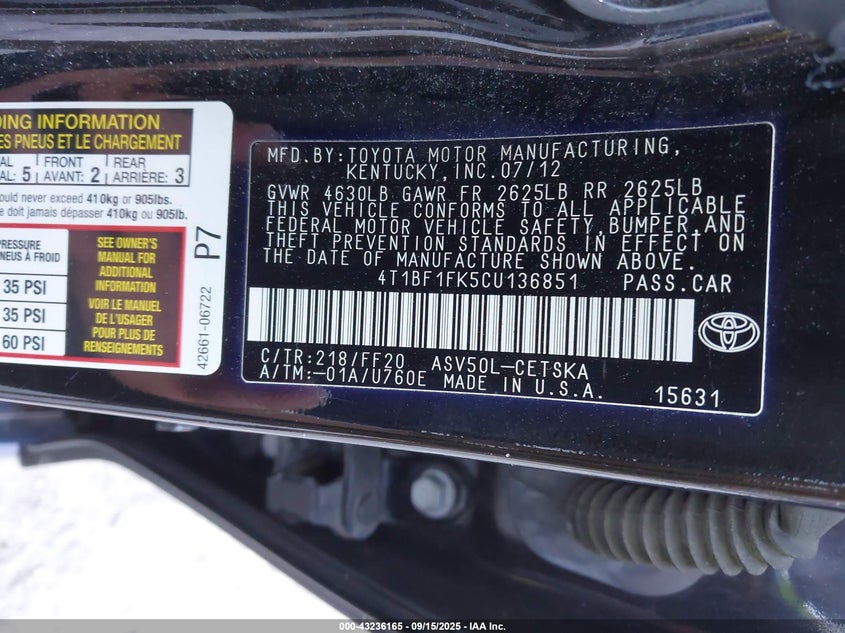 DING INFORMATION
ES PNEUS ET LE CHARGEMENT
AL 5 FRONT AVANT: 2 REAR ARRIÈRE: 3
ould never exceed 410kg or 905lbs.
e doit jamais dépasser 410kg ou 905lb.
PRESSURE
NEUS À FROID
35 PSI
35 PSI
60 PSI
SEE OWNER'S
MANUAL FOR
ADDITIONAL
INFORMATION
VOIR LE MANUEL
DE L'USAGER
POUR PLUS DE
RENSEIGNEMENTS
42661-06722 P7
MFD.BY:TOYOTA MOTOR MANUFACTURING,
KENTUCKY,INC.07/12
GVWR 4630LB GAWR FR 2625LB RR 2625LB
THIS VEHICLE CONFORMS TO ALL APPLICABLE
FEDERAL MOTOR VEHICLE SAFETY,BUMPER,AND
THEFT PREVENTION STANDARDS IN EFFECT ON
THE DATE OF MANUFACTURE SHOWN ABOVE.
4T1BF1FK5CU136851 PASS.CAR
C/TR:218/FF20 ASV50L-CETSKA
A/TM:-01A/U760E MADE IN U.S.A.
15631
000-43236165 - 09/15/2025 - IAA Inc.